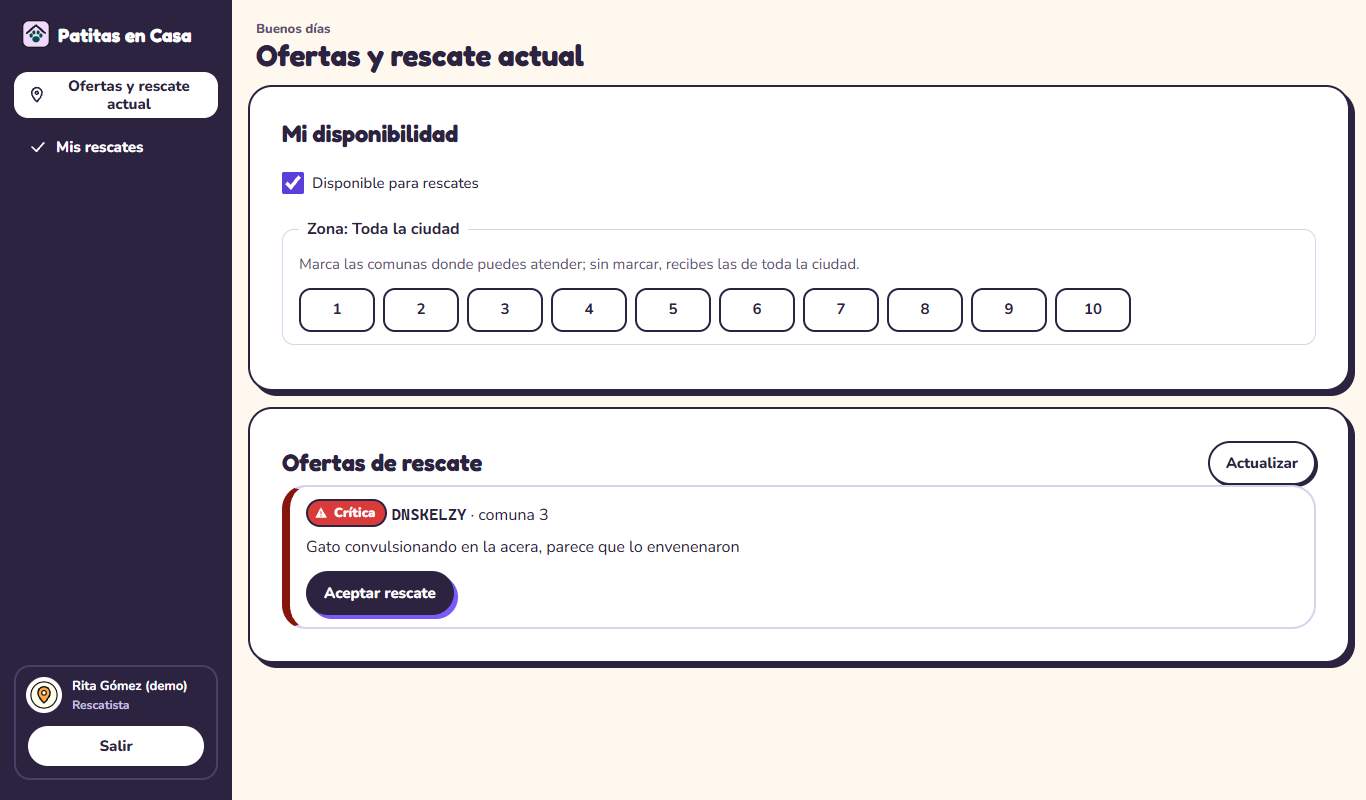 Patitas en Casa
Ofertas y rescate
actual
Mis rescates
Rita Gómez (demo)
Rescatista
Salir
Buenos días
Ofertas y rescate actual
Mi disponibilidad
Disponible para rescates
Zona: Toda la ciudad
Marca las comunas donde puedes atender; sin marcar, recibes las de toda la ciudad.
1 2 3 4 5 6 7 8 9 10
Ofertas de rescate
Actualizar
Crítica DNSKELZY · comuna 3
Gato convulsionando en la acera, parece que lo envenenaron
Aceptar rescate